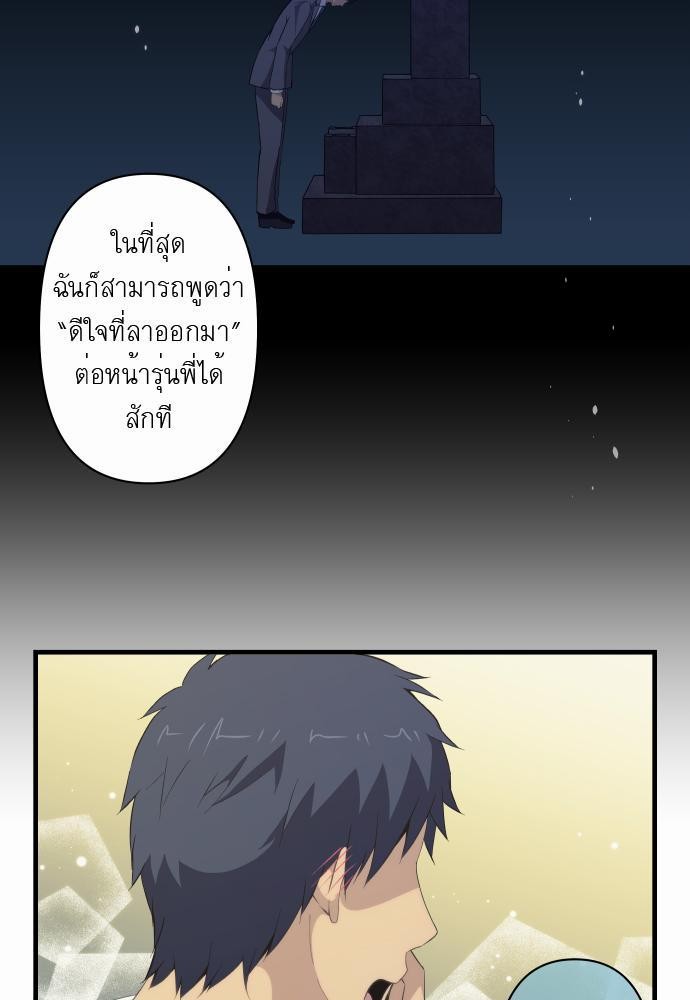 ในที่สุด
ฉันก็สามารถพูดว่า
"ดีใจที่ลาออกมา"
ต่อหน้ารุ่นพี่ได้
สักที